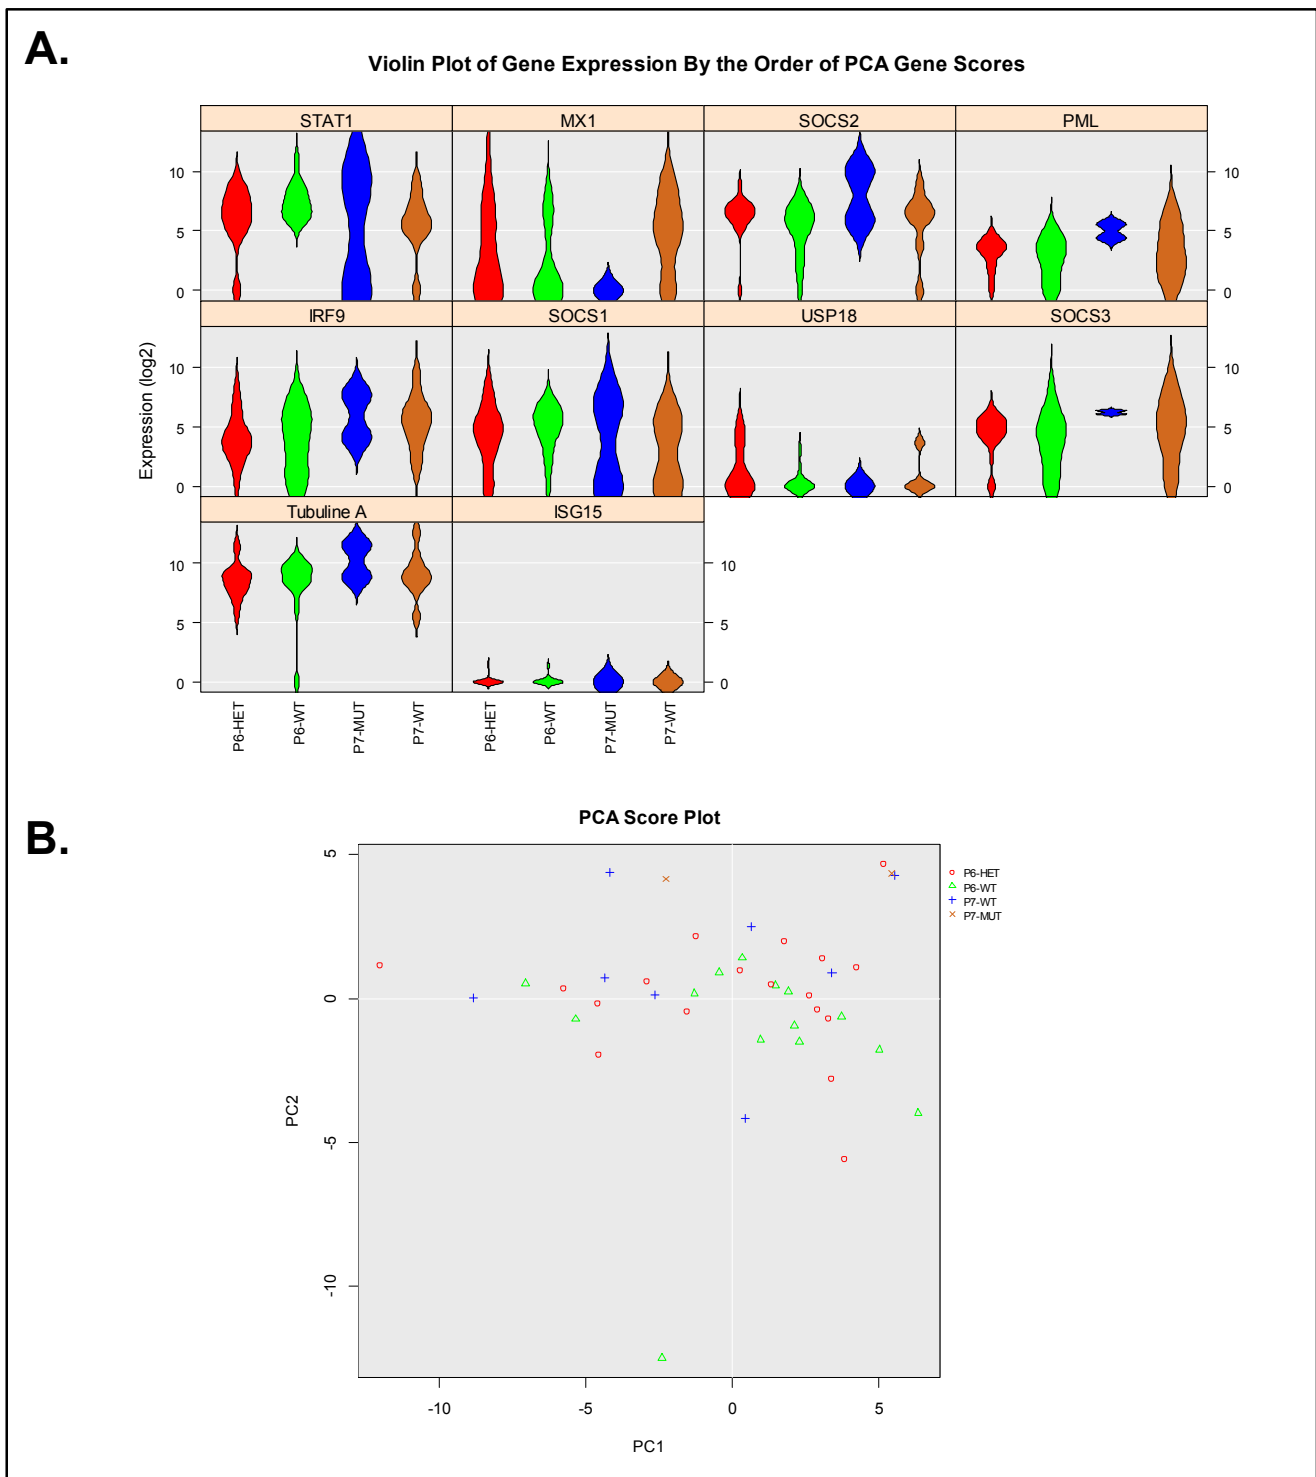 A.
Violin Plot of Gene Expression By the Order of PCA Gene Scores
STAT1 MX1 SOCS2 PML
10 10
5 5
0 0
IRF9 SOCS1 USP18 SOCS3
10 10
5 5
0 0
Expression (log2)
Tubuline A ISG15
10 10
5 5
0 0
P6-HET P6-WT P7-MUT P7-WT P6-HET P6-WT P7-MUT P7-WT
B.
PCA Score Plot
5
0
-5
-10
PC2
P6-HET
P6-WT
P7-WT
P7-MUT
-10 -5 0 5
PC1